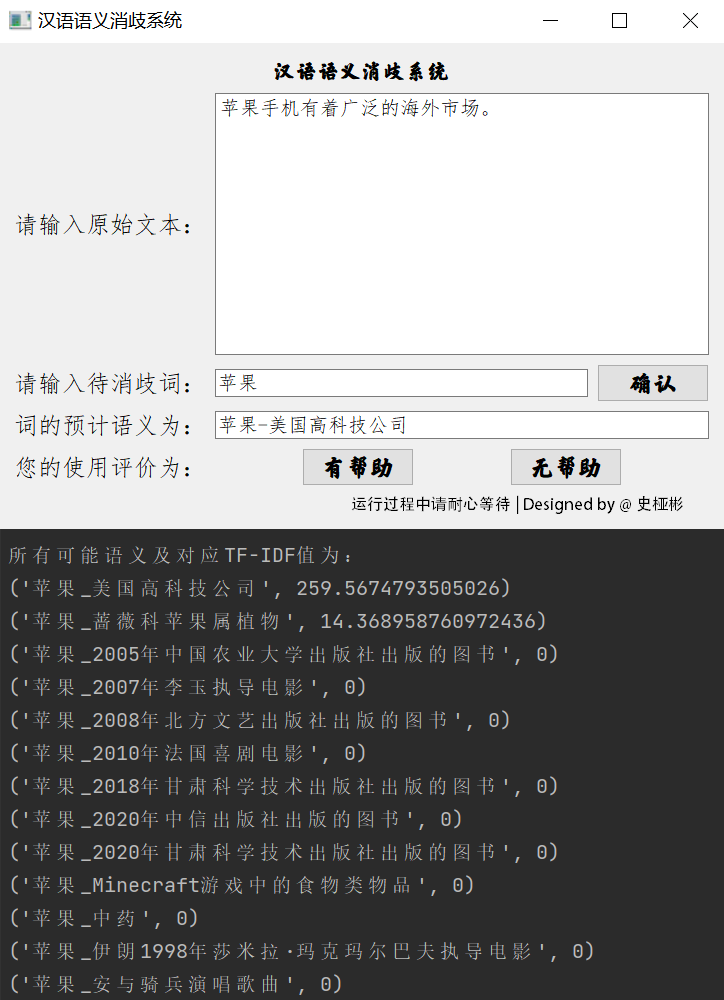 汉语语义消歧系统
汉语语义消歧系统
苹果手机有着广泛的海外市场。
请输入原始文本：
请输入待消歧词： 苹果 确认
词的预计语义为： 苹果-美国高科技公司
您的使用评价为： 有帮助 无帮助
运行过程中请耐心等待 | Designed by @ 史桠彬
所有可能语义及对应TF-IDF值为：
('苹果_美国高科技公司', 259.5674793505026)
('苹果_蔷薇科苹果属植物', 14.368958760972436)
('苹果_2005年中国农业大学出版社出版的图书', 0)
('苹果_2007年李玉执导电影', 0)
('苹果_2008年北方文艺出版社出版的图书', 0)
('苹果_2010年法国喜剧电影', 0)
('苹果_2018年甘肃科学技术出版社出版的图书', 0)
('苹果_2020年中信出版社出版的图书', 0)
('苹果_2020年甘肃科学技术出版社出版的图书', 0)
('苹果_Minecraft游戏中的食物类物品', 0)
('苹果_中药', 0)
('苹果_伊朗1998年莎米拉·玛克玛尔巴夫执导电影', 0)
('苹果_安与骑兵演唱歌曲', 0)